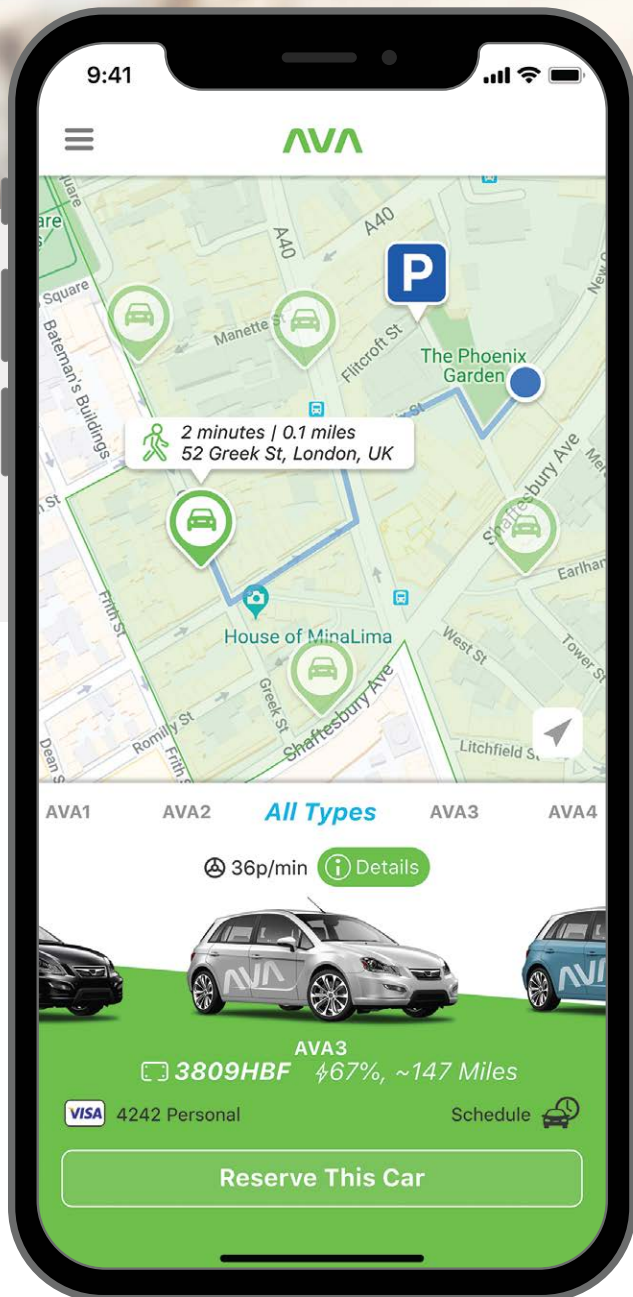 9:41
AVA
A40
A40
P
Square
Manette St
Flitcroft St
The Phoenix
Garden
Bateman's Buildings
2 minutes | 0.1 miles
52 Greek St, London, UK
Shaftesbury Ave
Frith St
House of MinaLima
West St
Tower St
Greek St
Shaftesbury Ave
Romilly St
Frith
Dean S
Litchfield S
AVA1 AVA2 All Types AVA3 AVA4
36p/min Details
AVA
AVA3
3809HBF 67%, ~147 Miles
VISA 4242 Personal Schedule
Reserve This Car